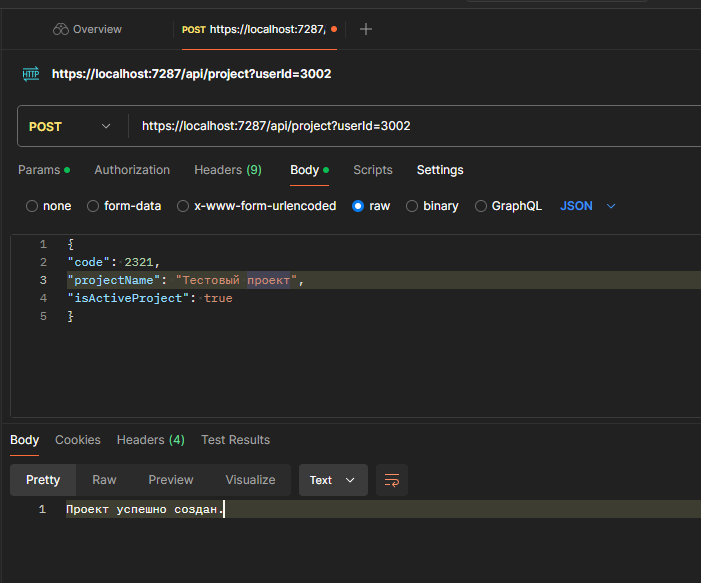 Overview
POST https://localhost:7287,
HTTP https://localhost:7287/api/project?userId=3002
POST https://localhost:7287/api/project?userId=3002
Params Authorization Headers (9) Body Scripts Settings
none form-data x-www-form-urlencoded raw binary GraphQL JSON
1 {
2 "code": 2321,
3 "projectName": "Тестовый проект",
4 "isActiveProject": true
5 }
Body Cookies Headers (4) Test Results
Pretty Raw Preview Visualize Text
1 Проект успешно создан.